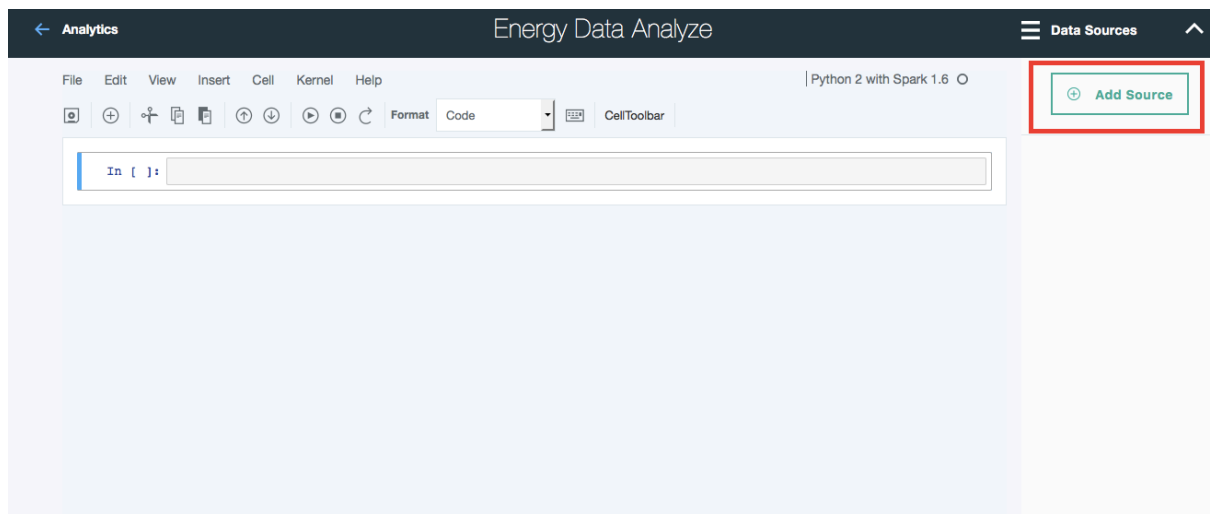 Analytics
Energy Data Analyze
Data Sources
File Edit View Insert Cell Kernel Help
Python 2 with Spark 1.6
Add Source
Format Code CellToolbar
In [ ]: